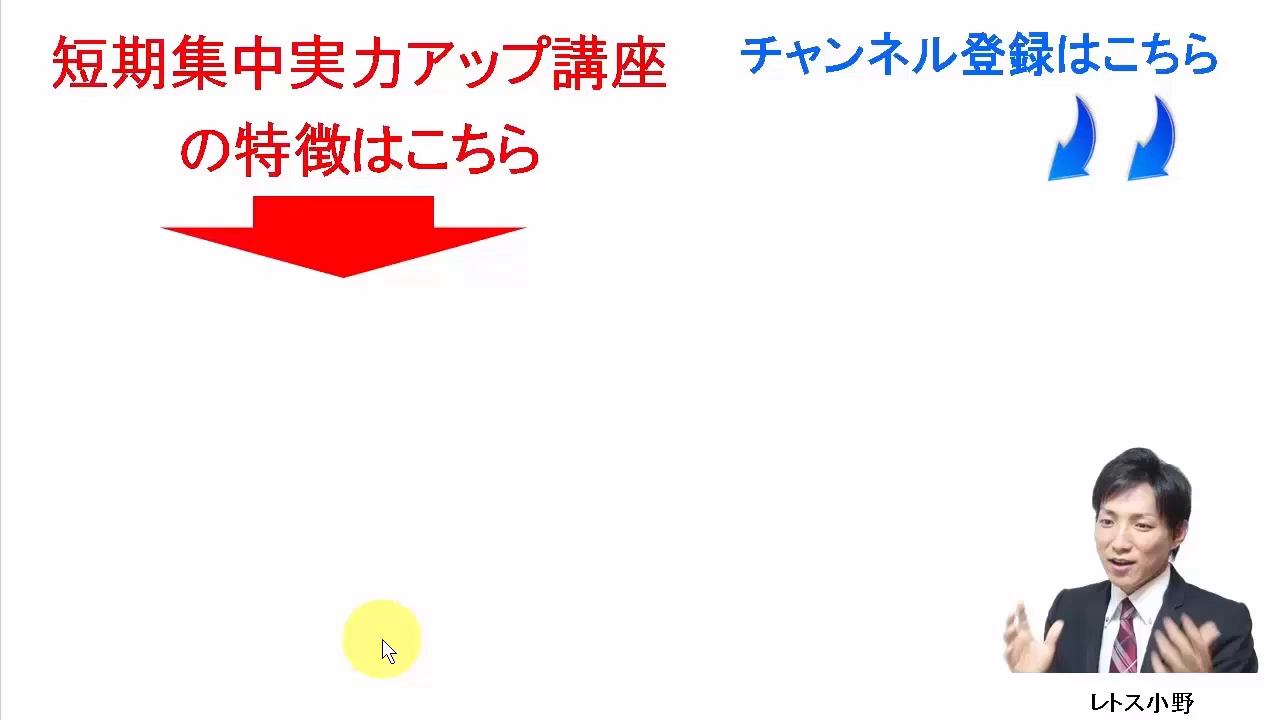 短期集中実力アップ講座
の特徴はこちら
チャンネル登録はこちら
レトス小野